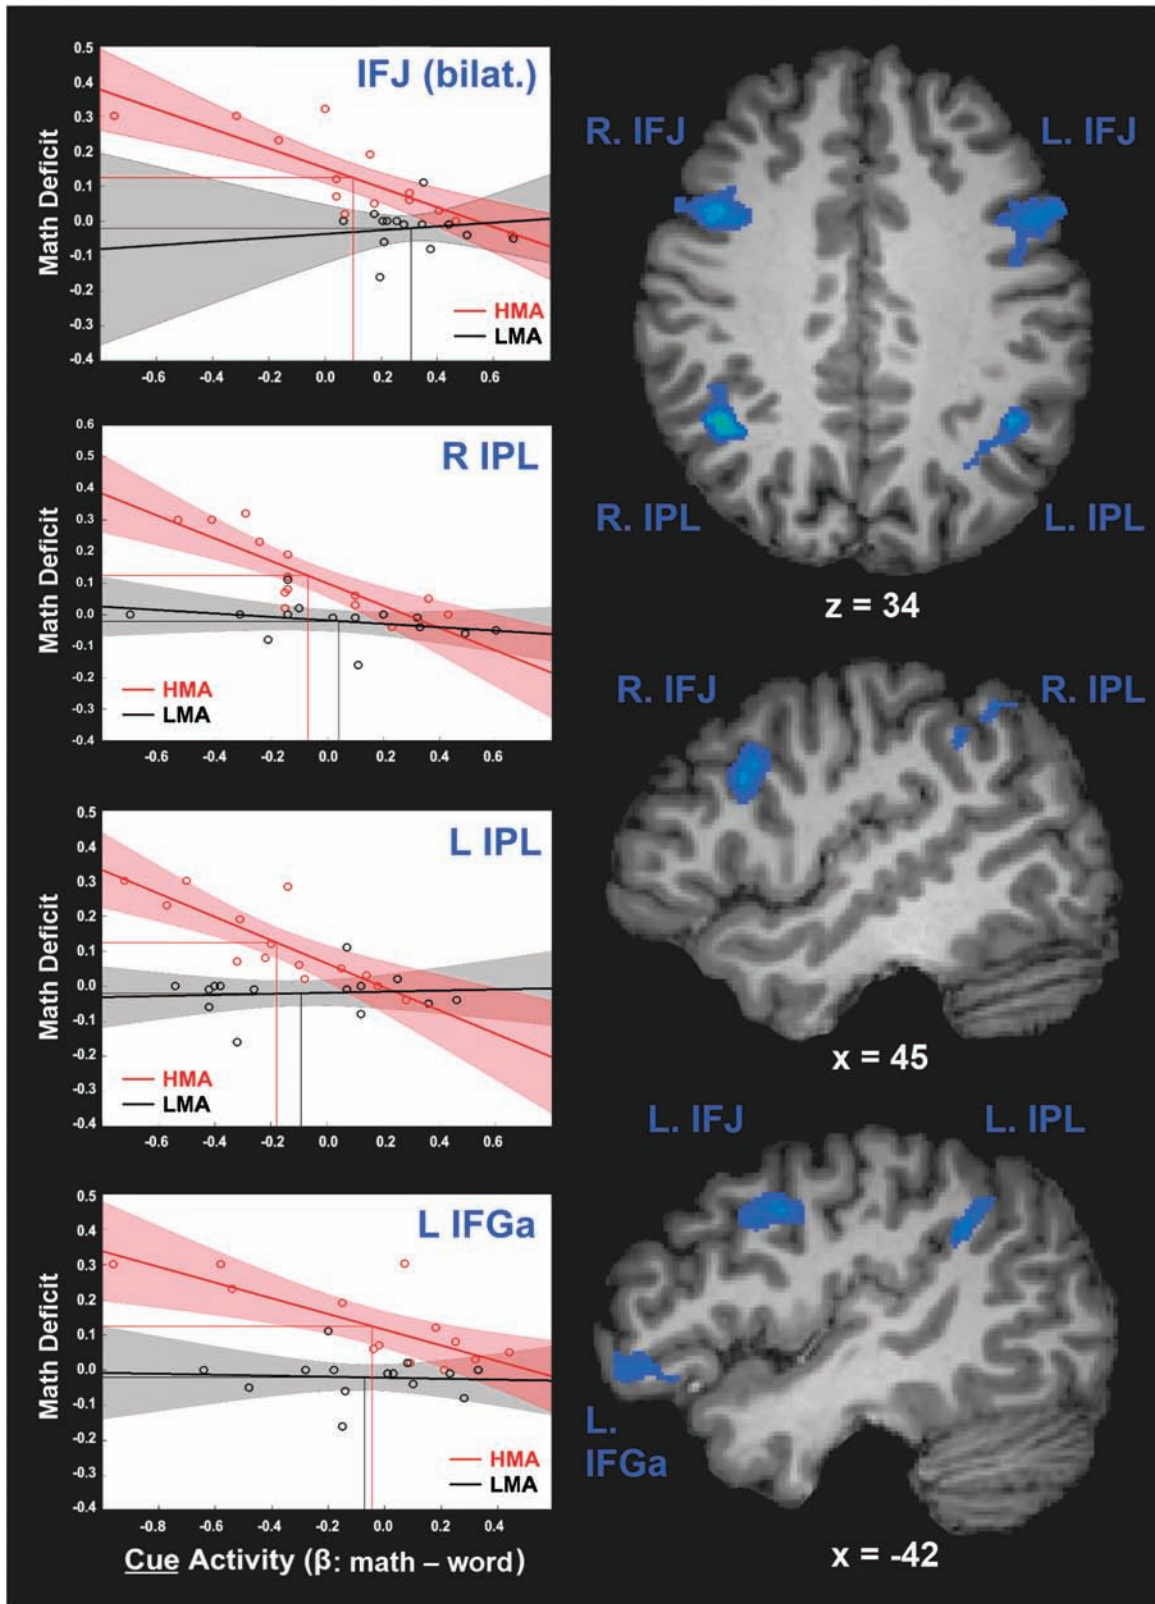 IFJ (bilat.)
Math Deficit
0.5
0.4
0.3
0.2
0.1
0.0
-0.1
-0.2
-0.3
-0.4
HMA
LMA
-0.6
-0.4
-0.2
0.0
0.2
0.4
0.6
R IPL
Math Deficit
0.6
0.5
0.4
0.3
0.2
0.1
0.0
-0.1
-0.2
-0.3
-0.4
HMA
LMA
-0.6
-0.4
-0.2
0.0
0.2
0.4
0.6
L IPL
Math Deficit
0.5
0.4
0.3
0.2
0.1
0.0
-0.1
-0.2
-0.3
-0.4
HMA
LMA
-0.6
-0.4
-0.2
0.0
0.2
0.4
0.6
L IFGa
Math Deficit
0.5
0.4
0.3
0.2
0.1
0.0
-0.1
-0.2
-0.3
-0.4
HMA
LMA
-0.8
-0.6
-0.4
-0.2
0.0
0.2
0.4
Cue Activity (β: math – word)
R. IFJ
L. IFJ
R. IPL
L. IPL
z = 34
R. IFJ
R. IPL
x = 45
L. IFJ
L. IPL
L.
IFGa
x = -42